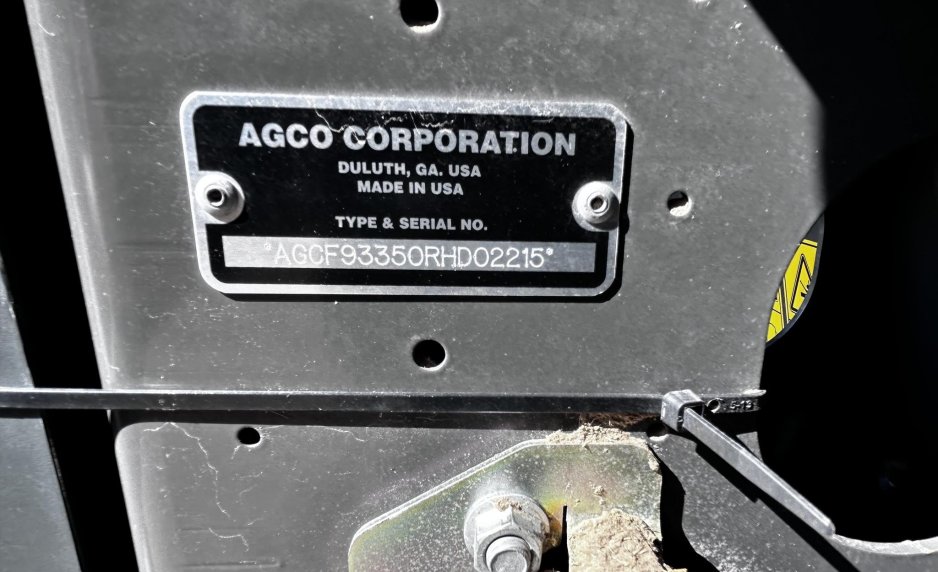 AGCO CORPORATION
DULUTH, GA. USA
MADE IN USA
TYPE & SERIAL NO.
*AGCF93350RHD02215*